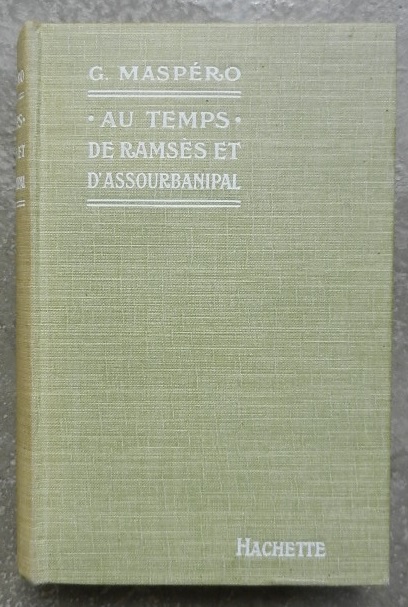 G. MASPÉRO
• AU TEMPS •
DE RAMSÈS ET
D'ASSOURBANIPAL
HACHETTE